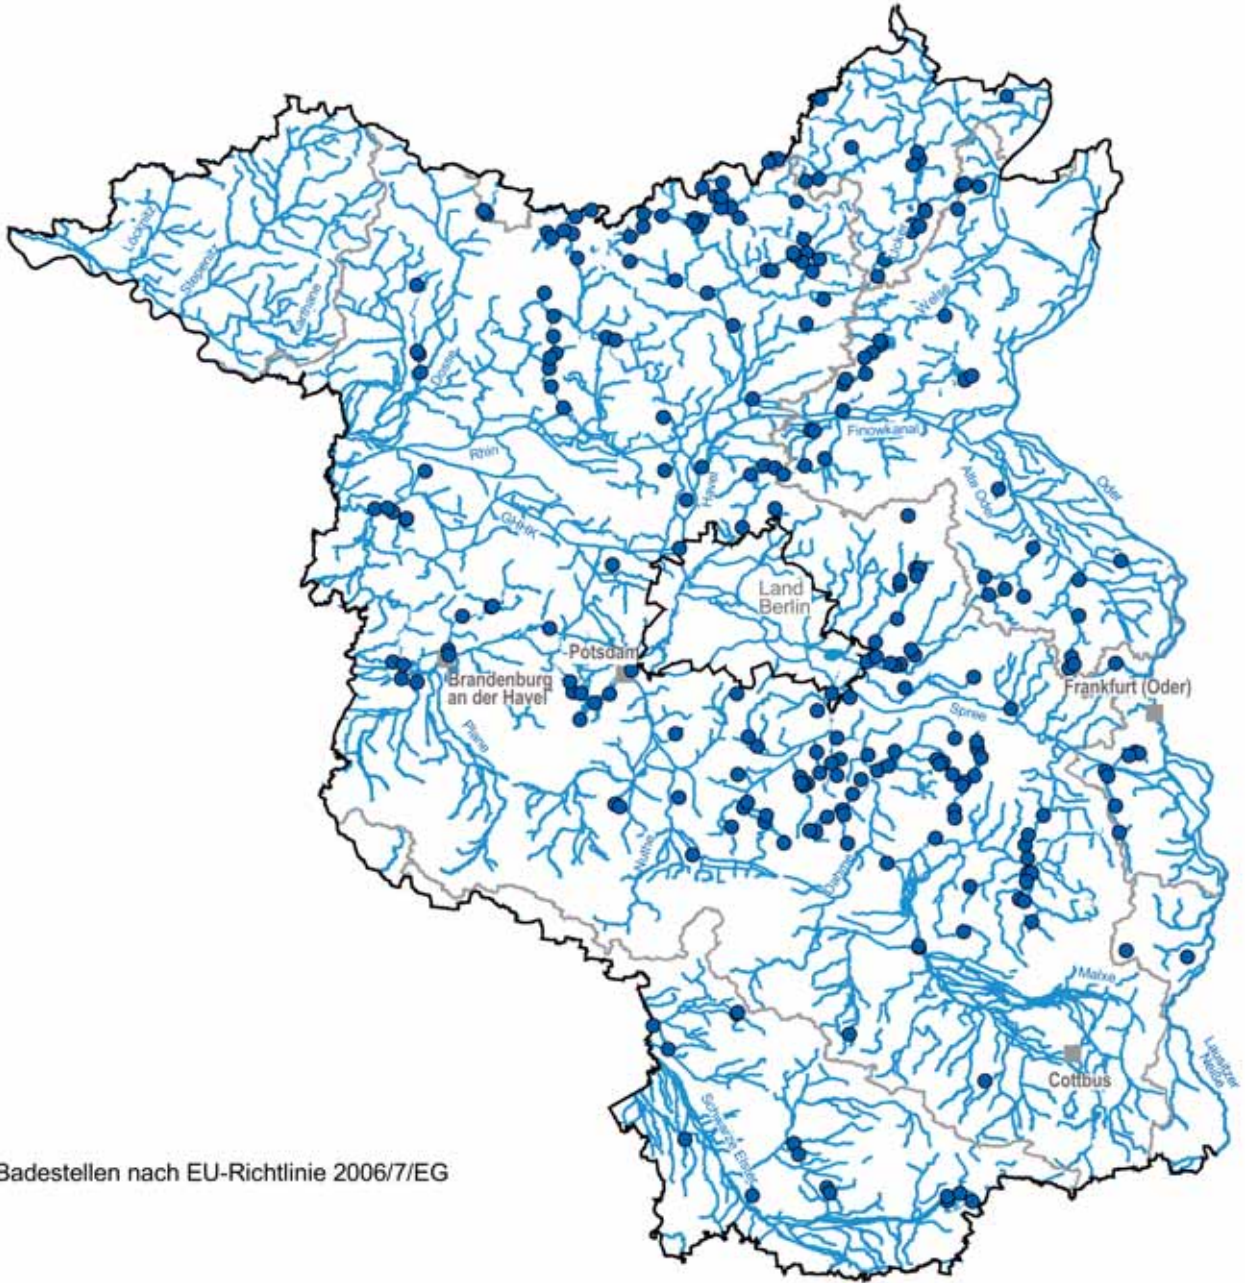 Löcknitz
Stepenitz
Karthane
Dosse
Ucker
Welse
Rhin
Finowkanal
Havel
Alte Oder
Oder
GHHK
Land
Berlin
Potsdam
Brandenburg
an der Havel
Frankfurt (Oder)
Spree
Plane
Nuthe
Dahme
Malxe
Lausitzer
Neiße
Cottbus
Schwarze Elster
Badestellen nach EU-Richtlinie 2006/7/EG